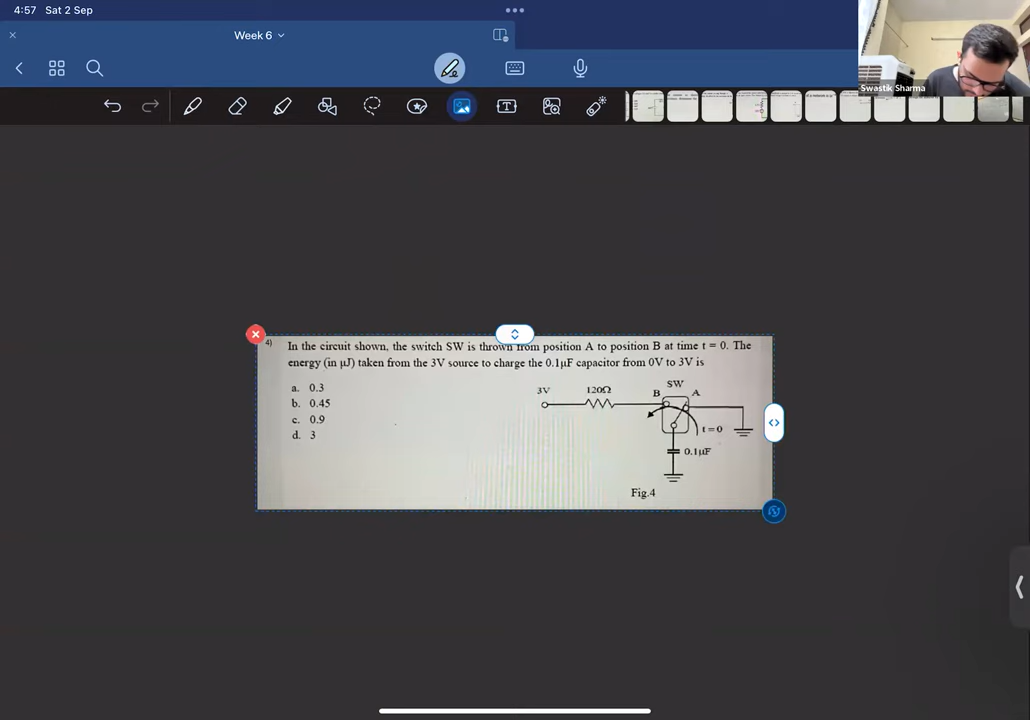 4:57 Sat 2 Sep
Week 6
Swastik Sharma
4)
In the circuit shown, the switch SW is thrown from position A to position B at time t = 0. The
energy (in μJ) taken from the 3V source to charge the 0.1μF capacitor from 0V to 3V is
a. 0.3
b. 0.45
c. 0.9
d. 3
3V
120Ω
B
SW
A
t=0
0.1μF
Fig.4